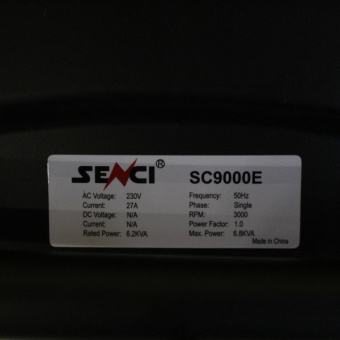 SENCI SC9000E
AC Voltage: 230V Frequency: 50Hz
Current: 27A Phase: Single
DC Voltage: N/A RPM: 3000
Current: N/A Power Factor: 1.0
Rated Power: 6.2KVA Max. Power: 6.8KVA
Made in China